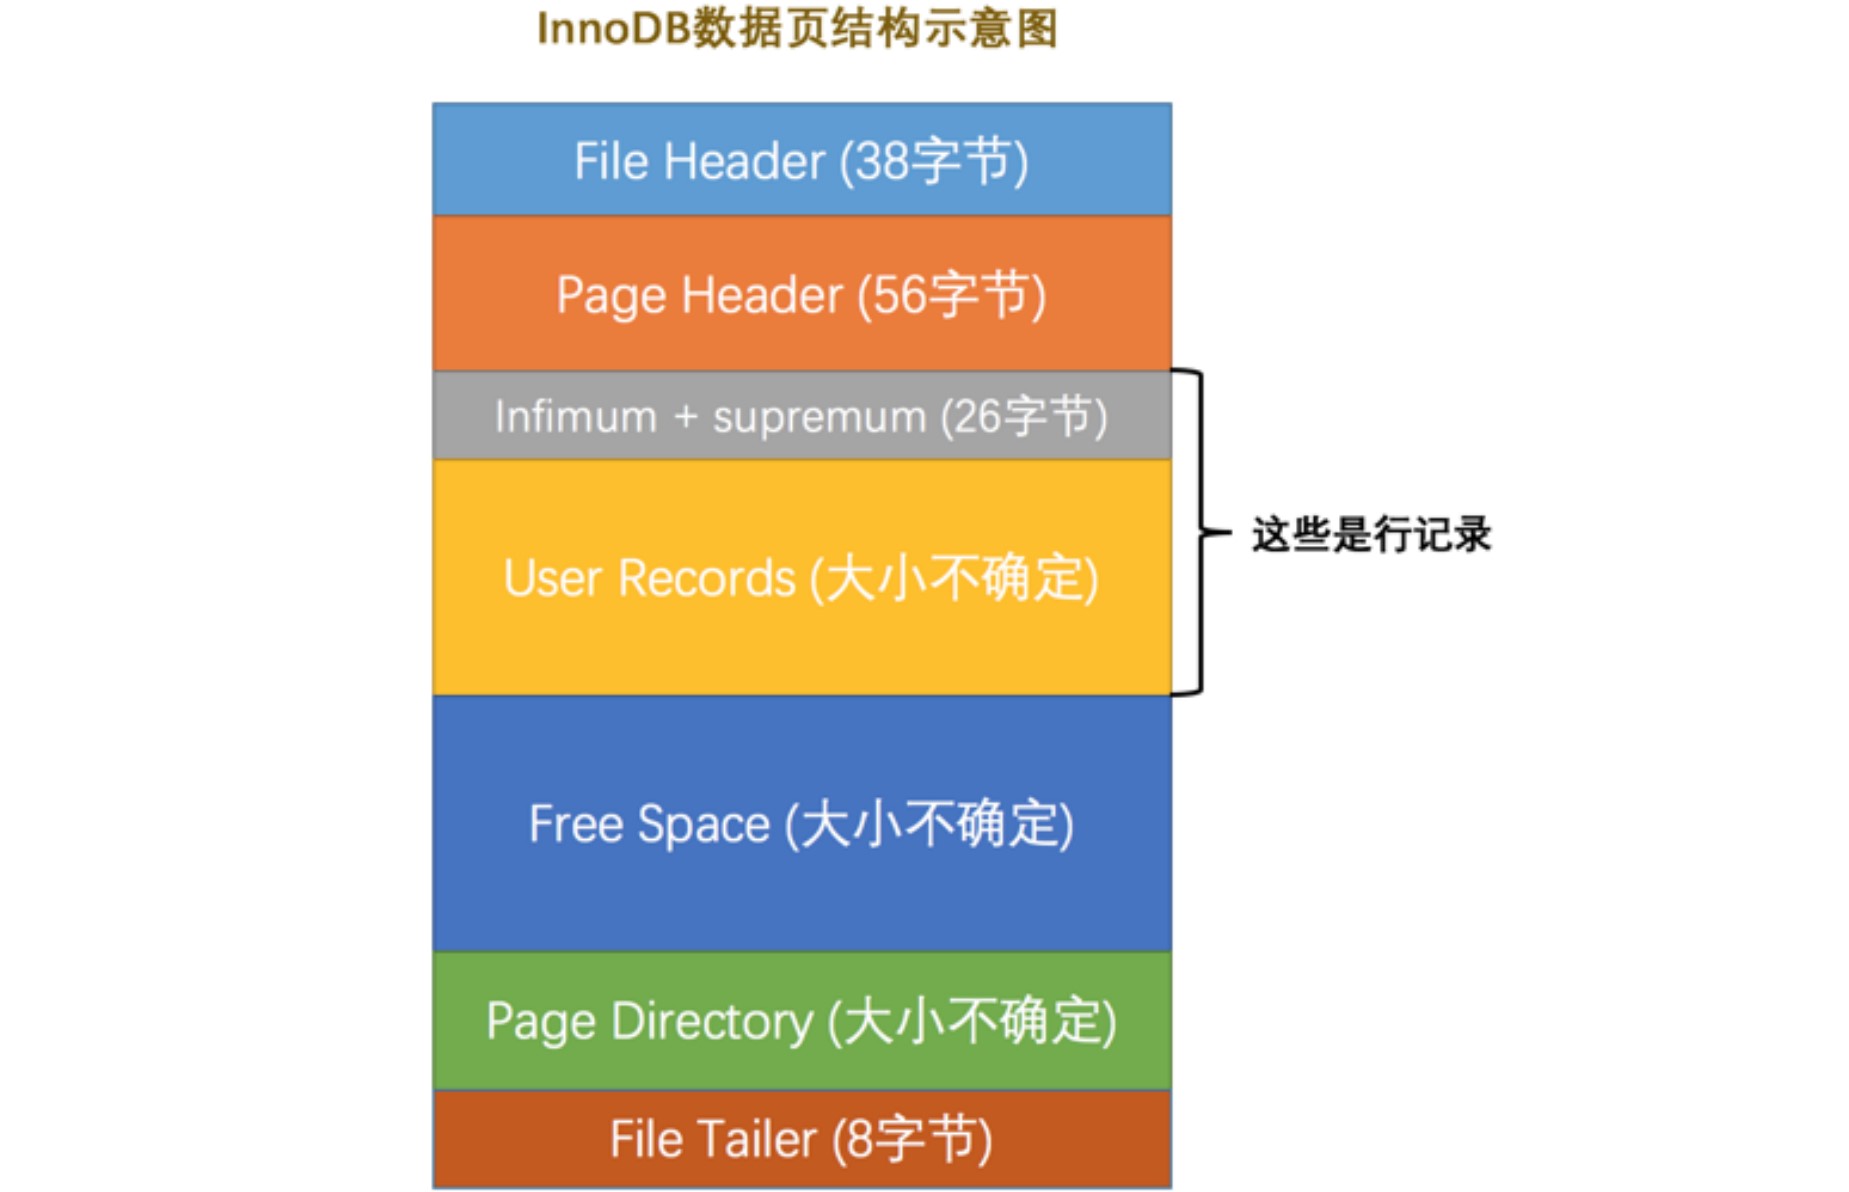 InnoDB数据页结构示意图
File Header (38字节)
Page Header (56字节)
Infimum + supremum (26字节)
User Records (大小不确定)
这些是行记录
Free Space (大小不确定)
Page Directory (大小不确定)
File Tailer (8字节)